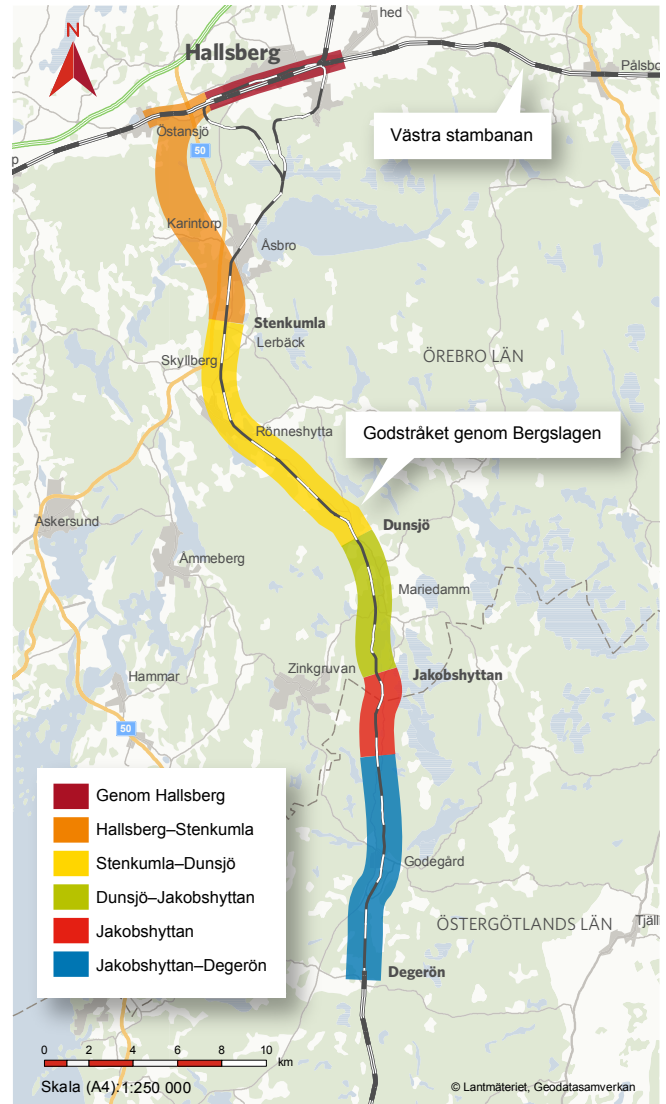 hed
N
Hallsberg
Pålsbo
Västra stambanan
Östansjö
p
50
Karintorp
Åsbro
Stenkumla
Lerbäck
ÖREBRO LÄN
Skyllberg
Rönneshytta
Godstråket genom Bergslagen
Askersund
Dunsjö
Åmmeberg
Mariedamm
Zinkgruvan
Jakobshyttan
Hammar
50
Genom Hallsberg
Hallsberg–Stenkumla
Stenkumla–Dunsjö
Dunsjö–Jakobshyttan
Jakobshyttan
Jakobshyttan–Degerön
Godegård
ÖSTERGÖTLANDS LÄN
Tjäll
Degerön
0 2 4 6 8 10
km
Skala (A4):1:250 000
© Lantmäteriet, Geodatasamverkan